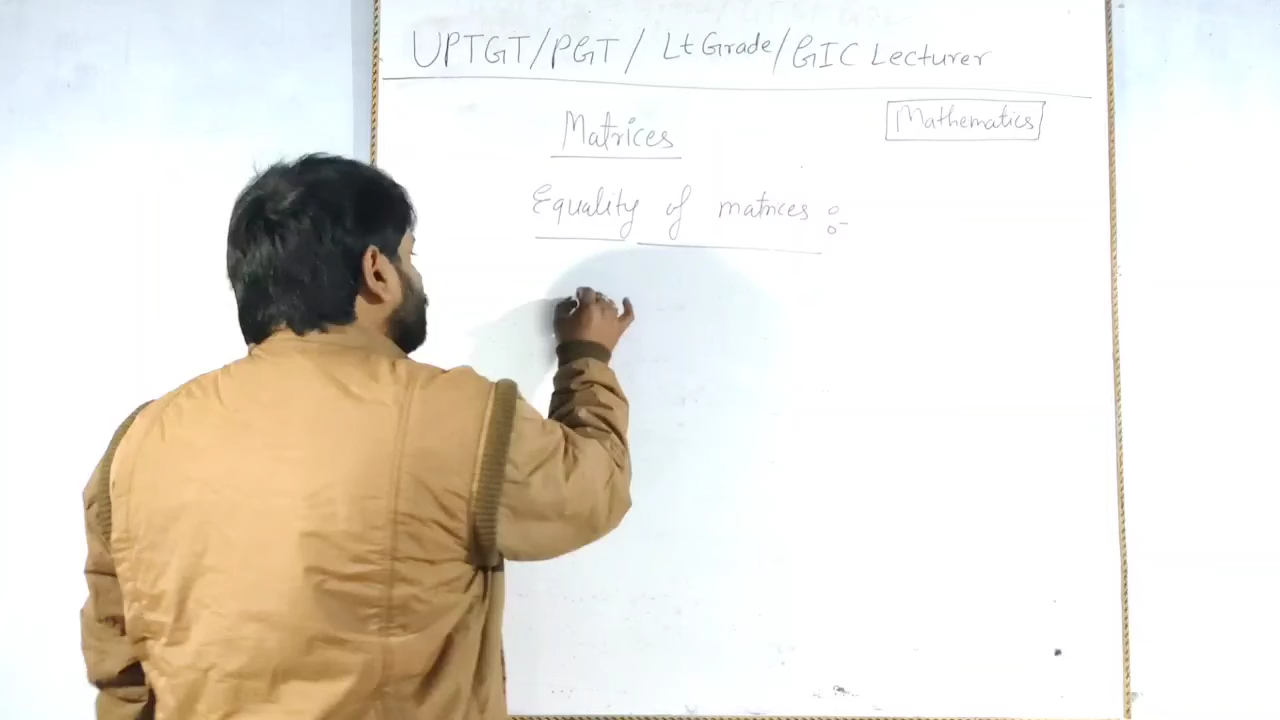 UPTGT/PGT/ Lt Grade/GIC Lecturer
Mathematics
Matrices
Equality of matrices :-